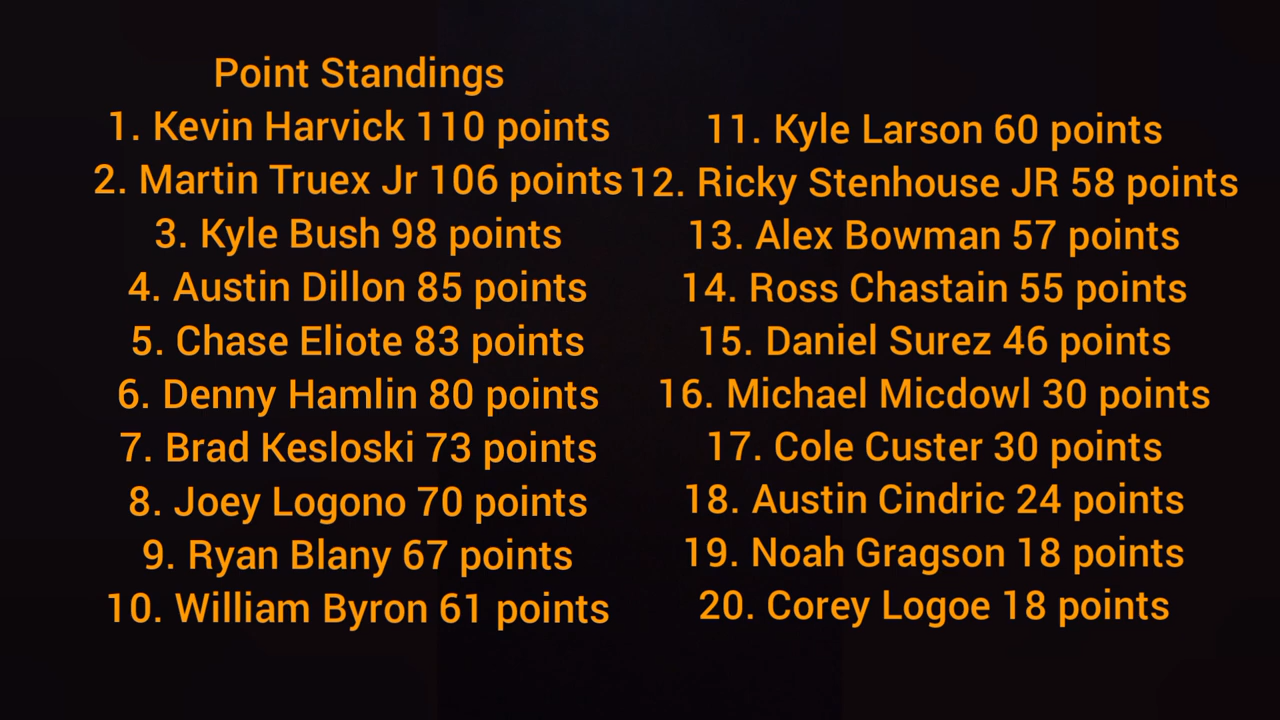 Point Standings
1. Kevin Harvick 110 points
2. Martin Truex Jr 106 points
3. Kyle Bush 98 points
4. Austin Dillon 85 points
5. Chase Eliote 83 points
6. Denny Hamlin 80 points
7. Brad Kesloski 73 points
8. Joey Logono 70 points
9. Ryan Blany 67 points
10. William Byron 61 points
11. Kyle Larson 60 points
12. Ricky Stenhouse JR 58 points
13. Alex Bowman 57 points
14. Ross Chastain 55 points
15. Daniel Surez 46 points
16. Michael Micdowl 30 points
17. Cole Custer 30 points
18. Austin Cindric 24 points
19. Noah Gragson 18 points
20. Corey Logoe 18 points